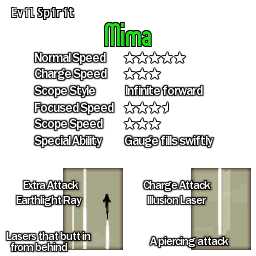 Evil Spirit
Mima
Normal Speed ☆☆☆☆☆
Charge Speed ☆☆☆
Scope Style Infinite forward
Focused Speed ☆☆☆⯨
Scope Speed ☆☆☆
Special Ability Gauge fills swiftly
Extra Attack
Earthlight Ray
Lasers that butt in
from behind
Charge Attack
Illusion Laser
A piercing attack